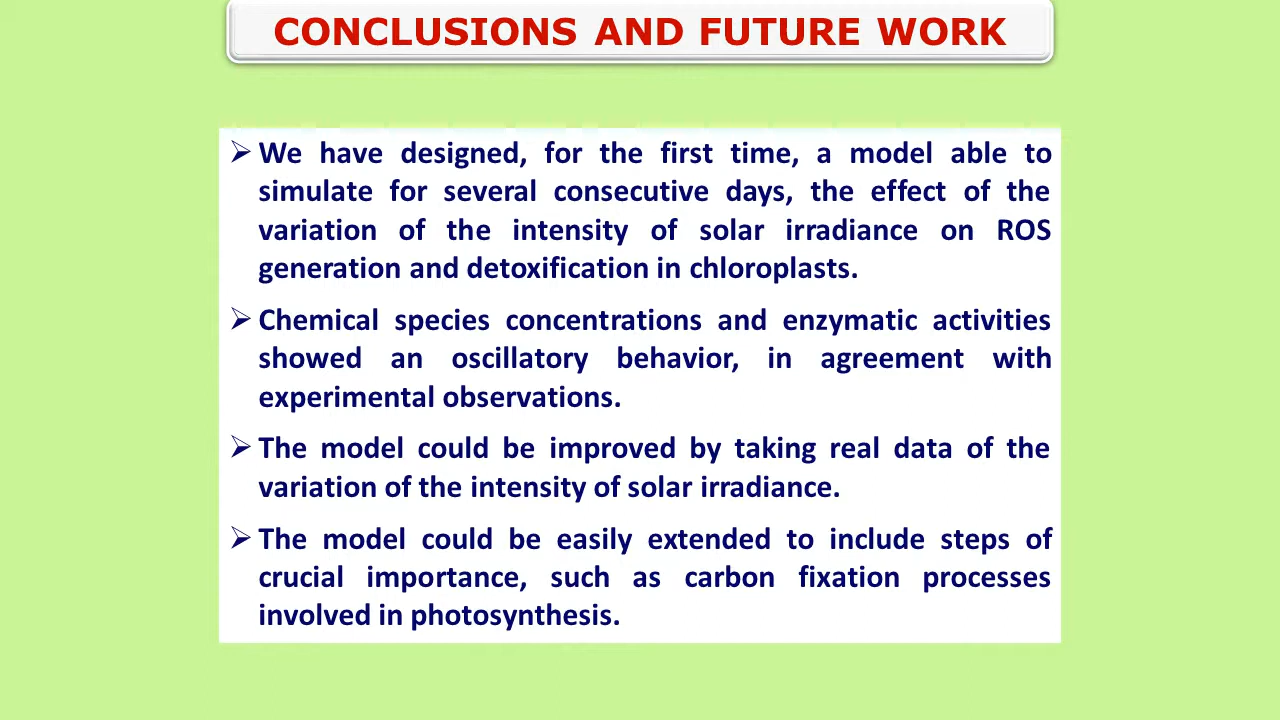 CONCLUSIONS AND FUTURE WORK
➢ We have designed, for the first time, a model able to
simulate for several consecutive days, the effect of the
variation of the intensity of solar irradiance on ROS
generation and detoxification in chloroplasts.
➢ Chemical species concentrations and enzymatic activities
showed an oscillatory behavior, in agreement with
experimental observations.
➢ The model could be improved by taking real data of the
variation of the intensity of solar irradiance.
➢ The model could be easily extended to include steps of
crucial importance, such as carbon fixation processes
involved in photosynthesis.